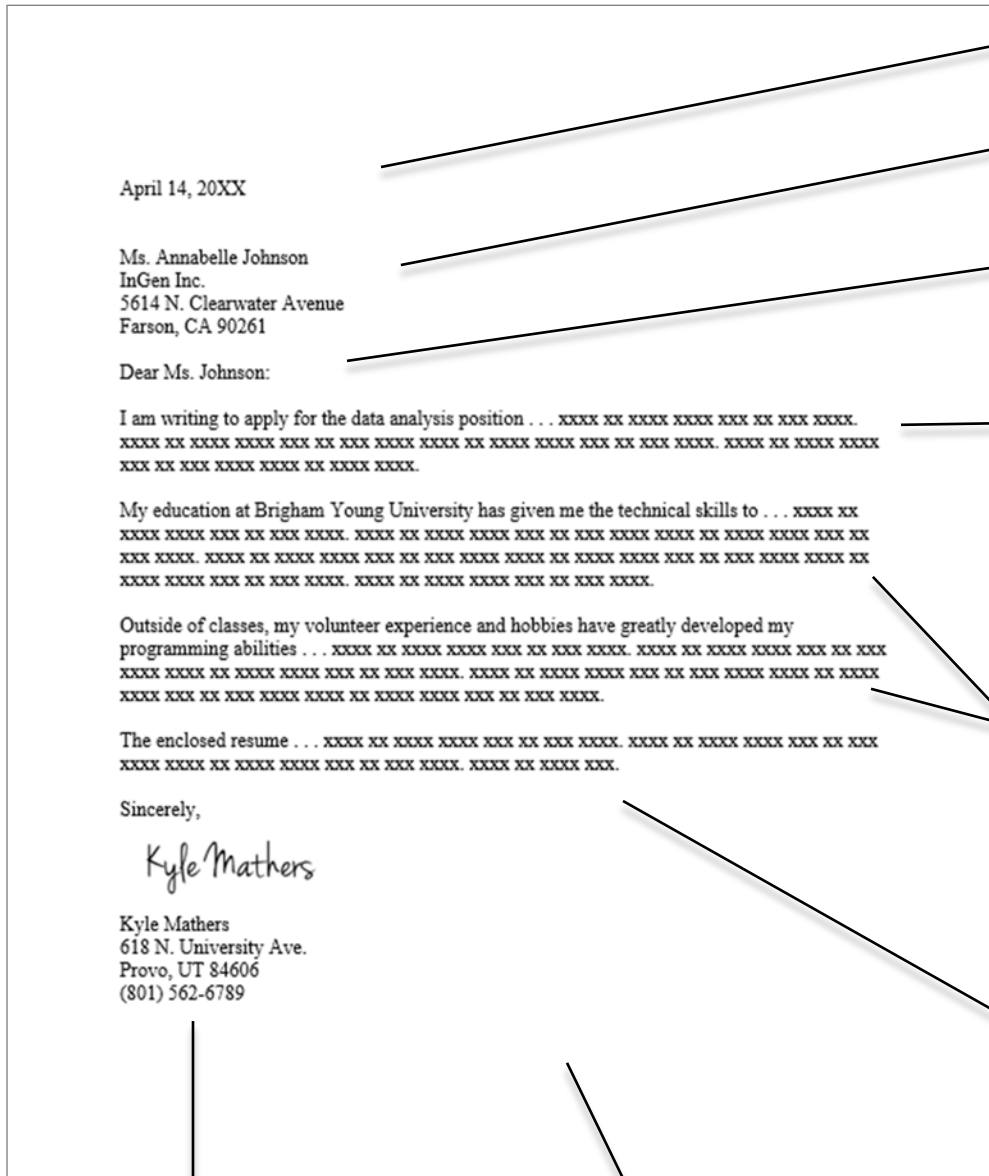 April 14, 20XX
Ms. Annabelle Johnson
InGen Inc.
5614 N. Clearwater Avenue
Farson, CA 90261
Dear Ms. Johnson:
I am writing to apply for the data analysis position . . . xxxx xx xxxx xxxx xxx xx xxx xxxx.
xxxx xx xxxx xxxx xxx xx xxx xxxx xxxx xx xxxx xxxx xxx xx xxx xxxx. xxxx xx xxxx xxxx
xxx xx xxx xxxx xxxx xx xxxx xxxx.
My education at Brigham Young University has given me the technical skills to . . . xxxx xx
xxxx xxxx xxx xx xxx xxxx. xxxx xx xxxx xxxx xxx xx xxx xxxx xxxx xx xxxx xxxx xxx xx
xxx xxxx. xxxx xx xxxx xxxx xxx xx xxx xxxx xxxx xx xxxx xxxx xxx xx xxx xxxx xxxx xx
xxxx xxxx xxx xx xxx xxxx. xxxx xx xxxx xxxx xxx xx xxx xxxx.
Outside of classes, my volunteer experience and hobbies have greatly developed my
programming abilities . . . xxxx xx xxxx xxxx xxx xx xxx xxxx. xxxx xx xxxx xxxx xxx xx xxx
xxxx xxxx xx xxxx xxxx xxx xx xxx xxxx. xxxx xx xxxx xxxx xxx xx xxx xxxx xxxx xx xxxx
xxxx xxx xx xxx xxxx xxxx xx xxxx xxxx xxx xx xxx xxxx.
The enclosed resume . . . xxxx xx xxxx xxxx xxx xx xxx xxxx. xxxx xx xxxx xxxx xxx xx xxx
xxxx xxxx xx xxxx xxxx xxx xx xxx xxxx. xxxx xx xxxx xxx.
Sincerely,
Kyle Mathers
Kyle Mathers
618 N. University Ave.
Provo, UT 84606
(801) 562-6789